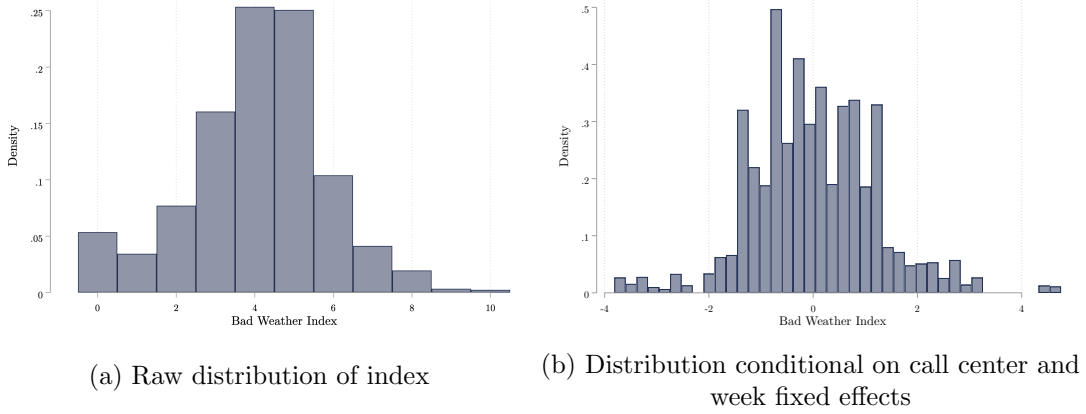 .25
.2
.15
.1
.05
0
Density
0 2 4 6 8 10
Bad Weather Index
(a) Raw distribution of index
.5
.4
.3
.2
.1
0
Density
-4 -2 0 2 4
Bad Weather Index
(b) Distribution conditional on call center and
week fixed effects